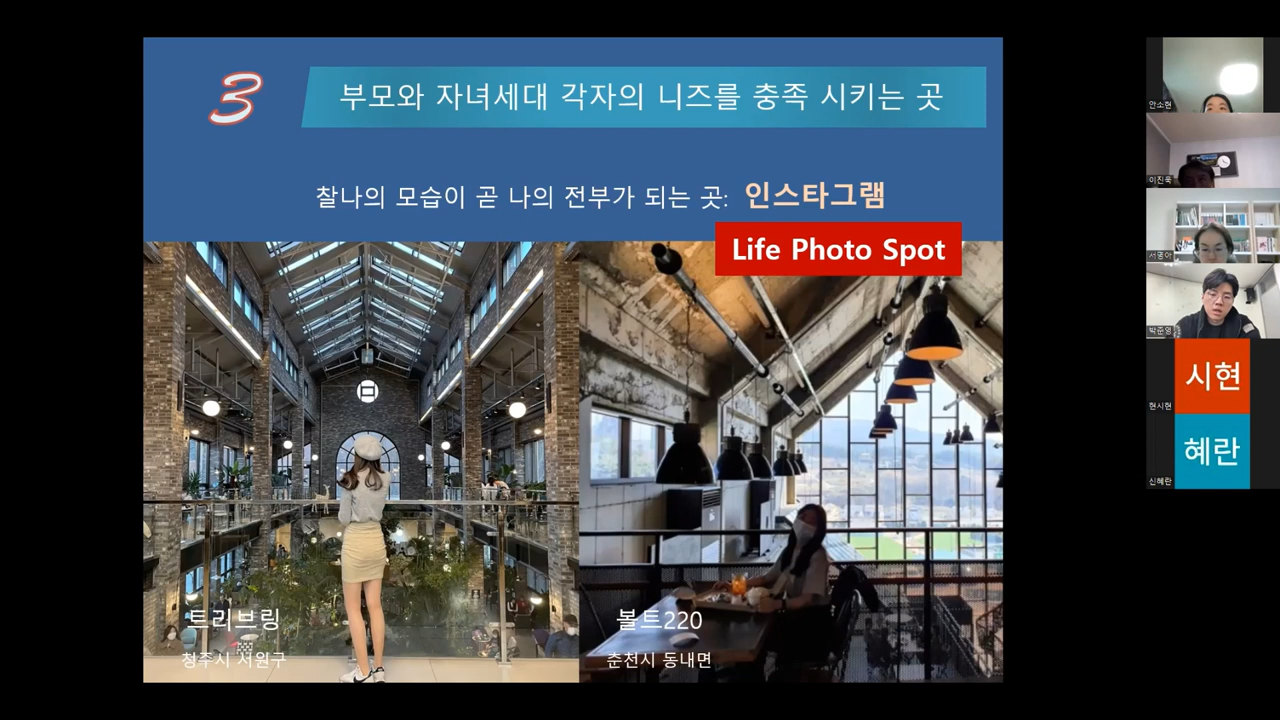 3
부모와 자녀세대 각자의 니즈를 충족 시키는 곳
찰나의 모습이 곧 나의 전부가 되는 곳: 인스타그램
Life Photo Spot
트리브링
청주시 서원구
볼트220
춘천시 동내면
안소현
이진욱
서명아
박준영
시현
현시현
혜란
신혜란